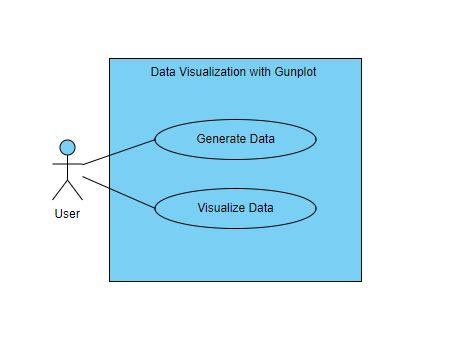 Data Visualization with Gunplot
Generate Data
Visualize Data
User